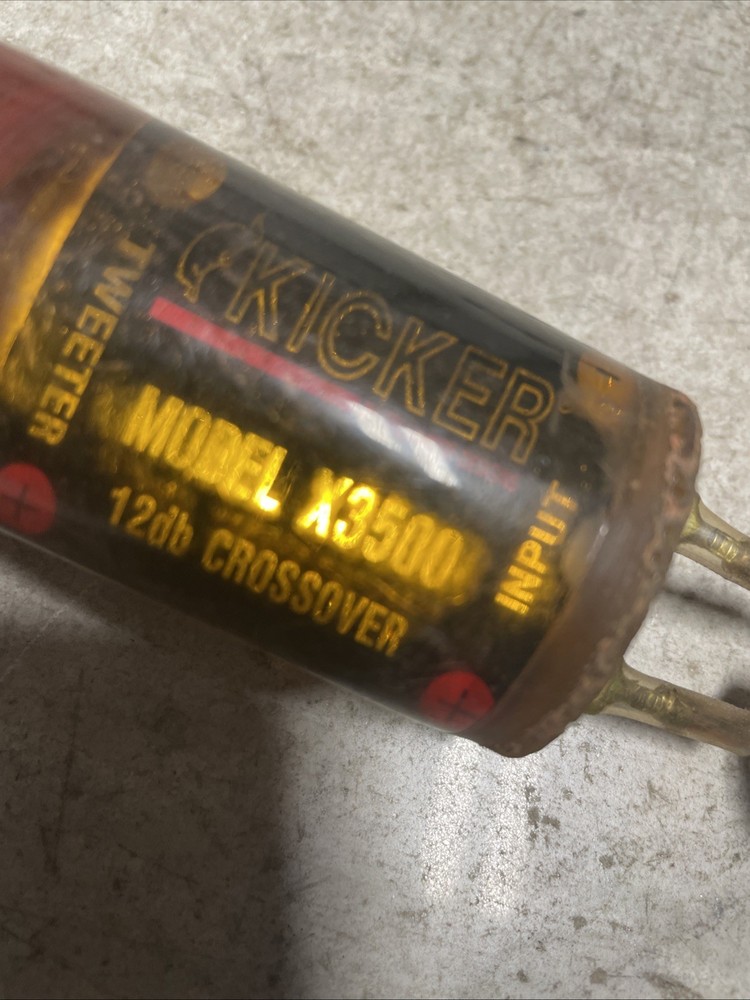 KICKER
TWEETER
MODEL X3500
12db CROSSOVER
INPUT
+
+